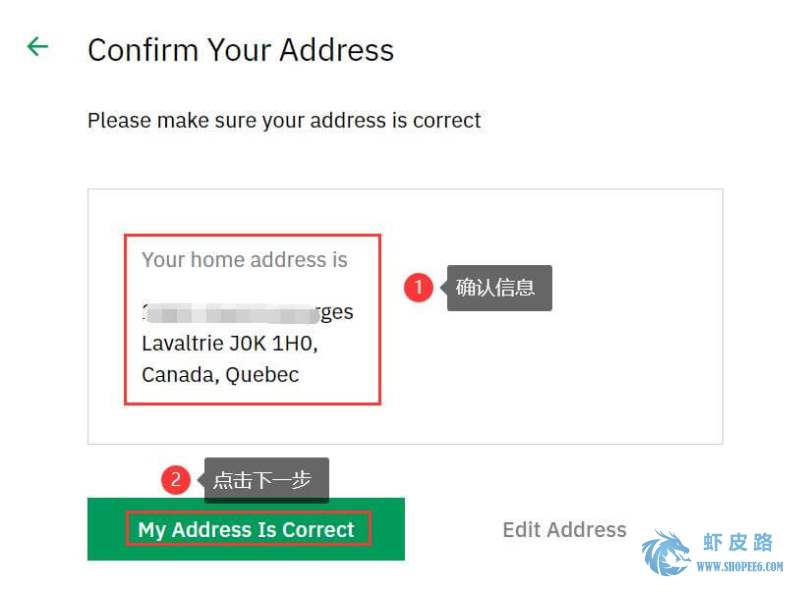 Confirm Your Address
Please make sure your address is correct
Your home address is
rges
Lavaltrie J0K 1H0,
Canada, Quebec
1
确认信息
2
点击下一步
My Address Is Correct
Edit Address
虾皮路
WWW.SHOPEE6.COM